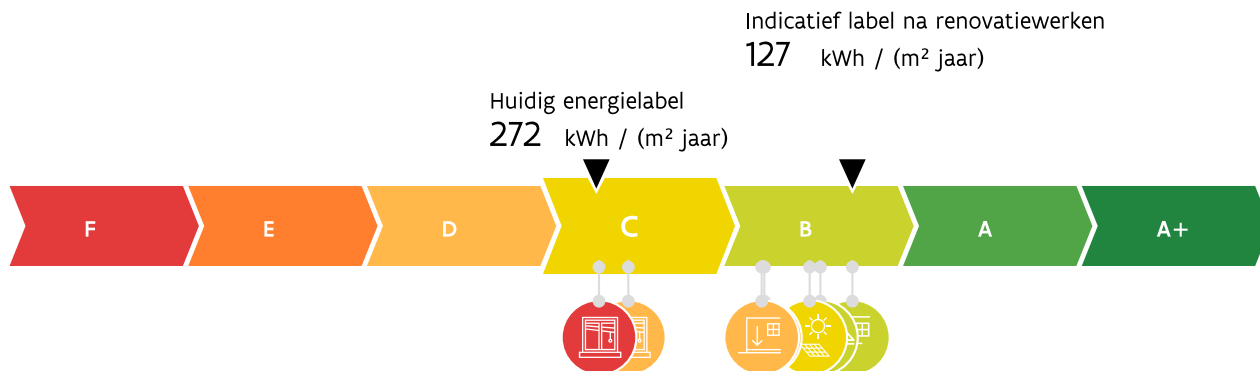 Indicatief label na renovatiewerken
127 kWh / (m² jaar)
Huidig energielabel
272 kWh / (m² jaar)
F E D C B A A+